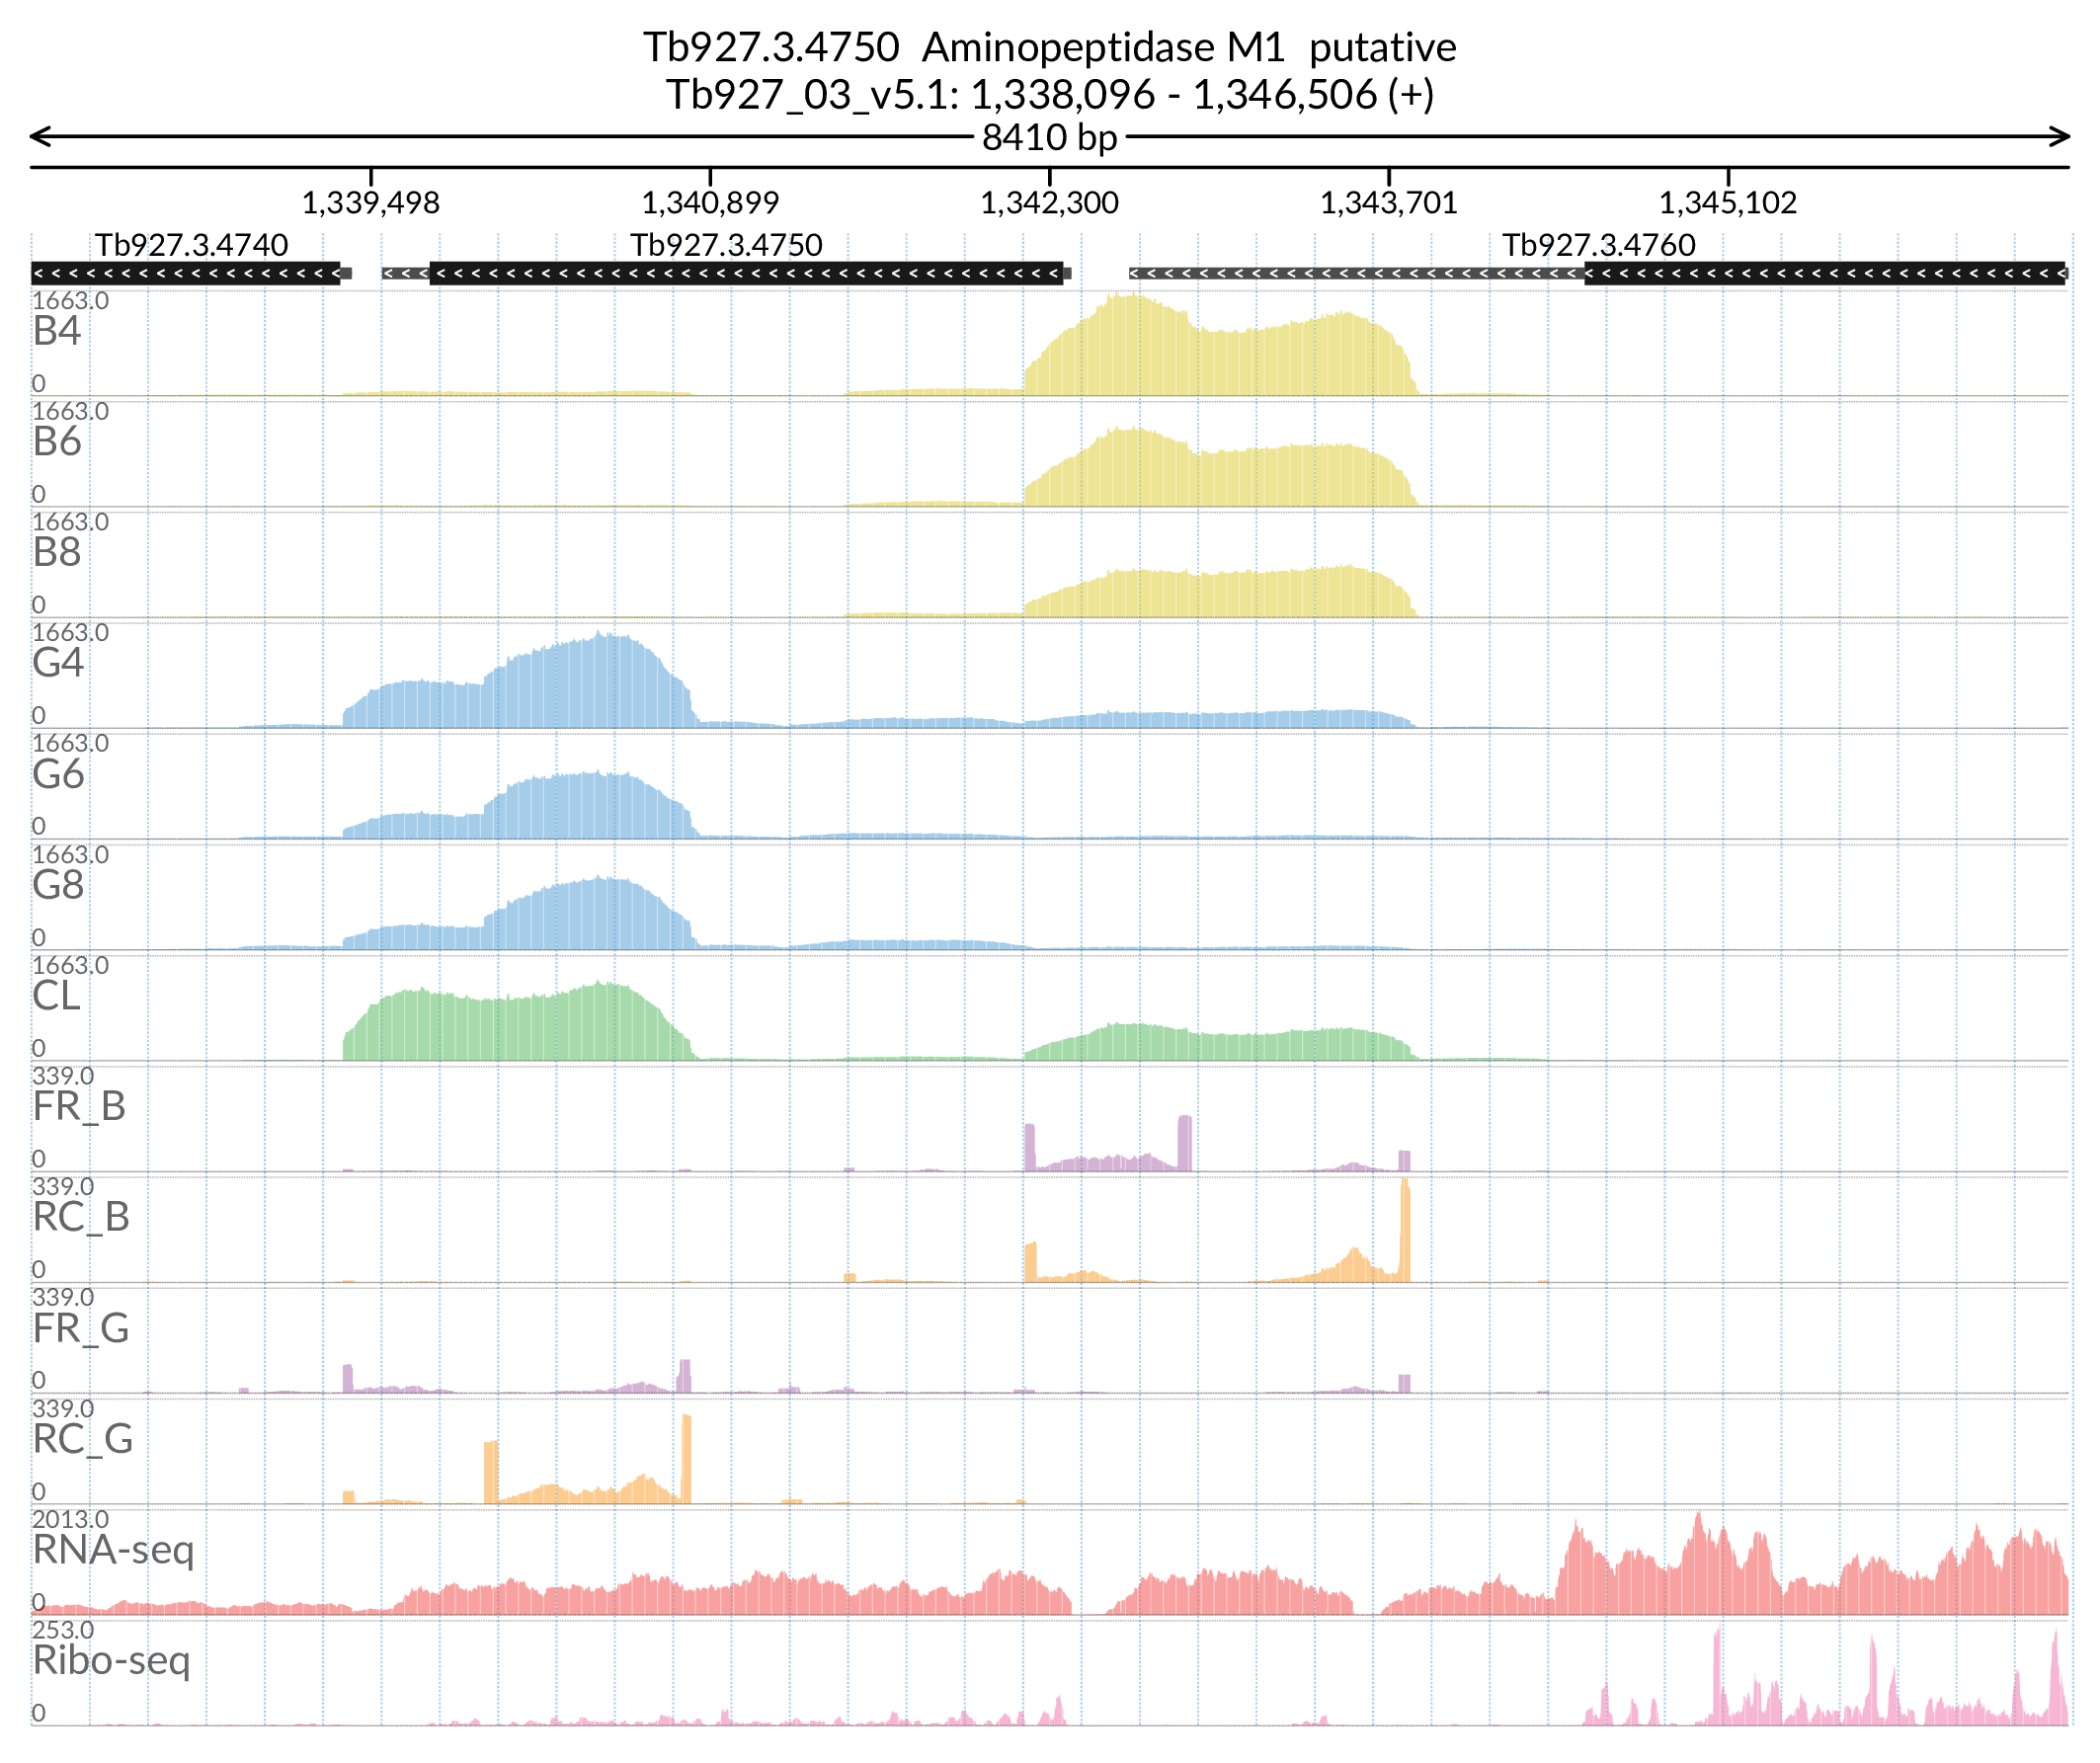 Tb927.3.4750  Aminopeptidase M1  putative
Tb927_03_v5.1: 1,338,096 - 1,346,506 (+)
8410 bp
1,339,498 1,340,899 1,342,300 1,343,701 1,345,102
Tb927.3.4740 Tb927.3.4750 Tb927.3.4760
1663.0
B4
0
1663.0
B6
0
1663.0
B8
0
1663.0
G4
0
1663.0
G6
0
1663.0
G8
0
1663.0
CL
0
339.0
FR_B
0
339.0
RC_B
0
339.0
FR_G
0
339.0
RC_G
0
2013.0
RNA-seq
0
253.0
Ribo-seq
0